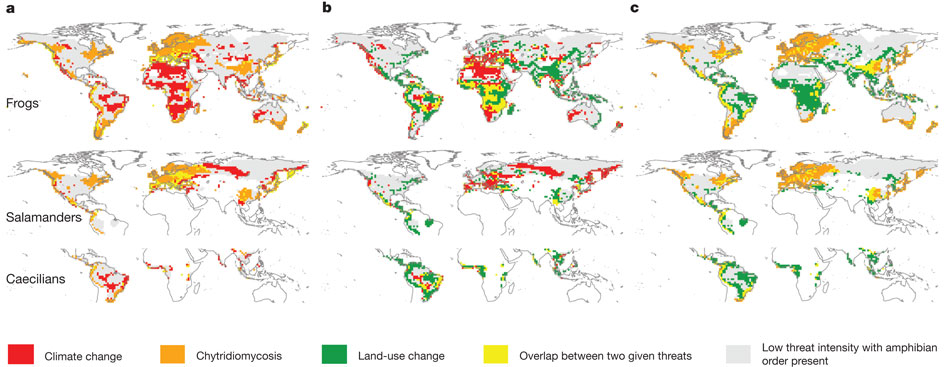 a
b
c
Frogs
Salamanders
Caecilians
Climate change
Chytridiomycosis
Land-use change
Overlap between two given threats
Low threat intensity with amphibian
order present